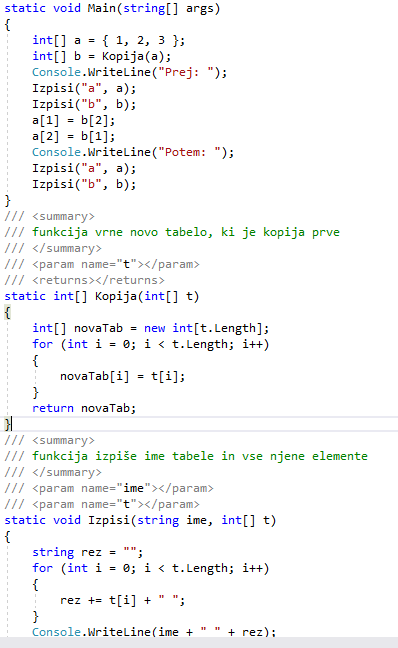 static void Main(string[] args)
{
    int[] a = { 1, 2, 3 };
    int[] b = Kopija(a);
    Console.WriteLine("Prej: ");
    Izpisi("a", a);
    Izpisi("b", b);
    a[1] = b[2];
    a[2] = b[1];
    Console.WriteLine("Potem: ");
    Izpisi("a", a);
    Izpisi("b", b);
}
/// <summary>
/// funkcija vrne novo tabelo, ki je kopija prve
/// </summary>
/// <param name="t"></param>
/// <returns></returns>
static int[] Kopija(int[] t)
{
    int[] novaTab = new int[t.Length];
    for (int i = 0; i < t.Length; i++)
    {
        novaTab[i] = t[i];
    }
    return novaTab;
}
/// <summary>
/// funkcija izpiše ime tabele in vse njene elemente
/// </summary>
/// <param name="ime"></param>
/// <param name="t"></param>
static void Izpisi(string ime, int[] t)
{
    string rez = "";
    for (int i = 0; i < t.Length; i++)
    {
        rez += t[i] + " ";
    }
    Console.WriteLine(ime + " " + rez);